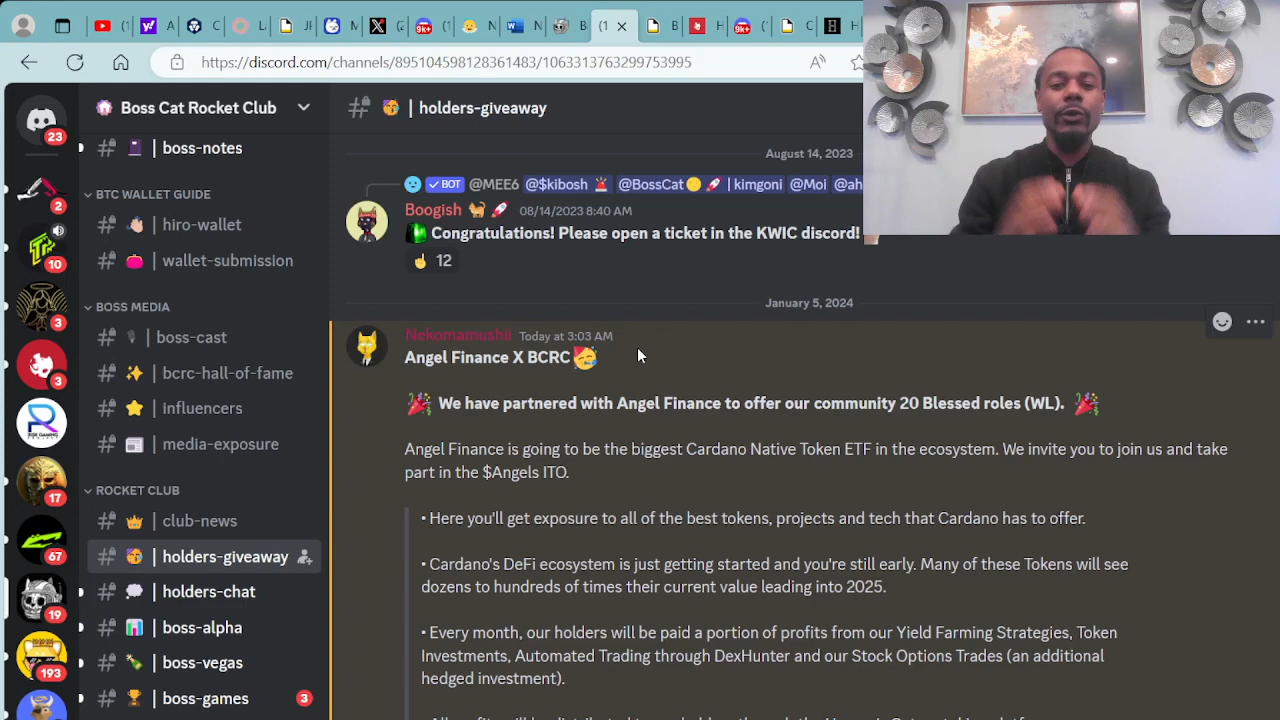 9+
9+
(1
https://discord.com/channels/895104598128361483/1063313763299753995
23
2
10
3
3
17
67
19
193
Boss Cat Rocket Club
boss-notes
BTC WALLET GUIDE
hiro-wallet
wallet-submission
BOSS MEDIA
boss-cast
bcrc-hall-of-fame
influencers
media-exposure
ROCKET CLUB
club-news
holders-giveaway
holders-chat
boss-alpha
boss-vegas
boss-games 3
| holders-giveaway
August 14, 2023
BOT @MEE6 @$kibosh @BossCat | kimgoni @Moi @ah
Boogish 08/14/2023 8:40 AM
Congratulations! Please open a ticket in the KWIC discord!
12
January 5, 2024
Nekomamushii Today at 3:03 AM
Angel Finance X BCRC
We have partnered with Angel Finance to offer our community 20 Blessed roles (WL).
Angel Finance is going to be the biggest Cardano Native Token ETF in the ecosystem. We invite you to join us and take
part in the $Angels ITO.
• Here you'll get exposure to all of the best tokens, projects and tech that Cardano has to offer.
• Cardano's DeFi ecosystem is just getting started and you're still early. Many of these Tokens will see
dozens to hundreds of times their current value leading into 2025.
• Every month, our holders will be paid a portion of profits from our Yield Farming Strategies, Token
Investments, Automated Trading through DexHunter and our Stock Options Trades (an additional
hedged investment).